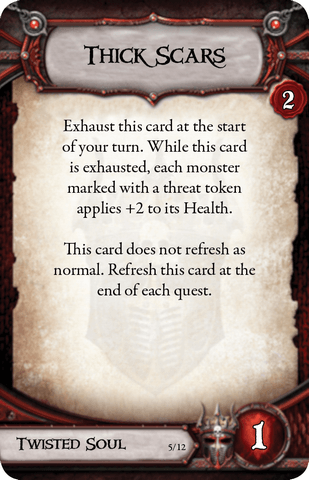 Thick Scars
2
Exhaust this card at the start
of your turn. While this card
is exhausted, each monster
marked with a threat token
applies +2 to its Health.
This card does not refresh as
normal. Refresh this card at the
end of each quest.
Twisted Soul
5/12
1